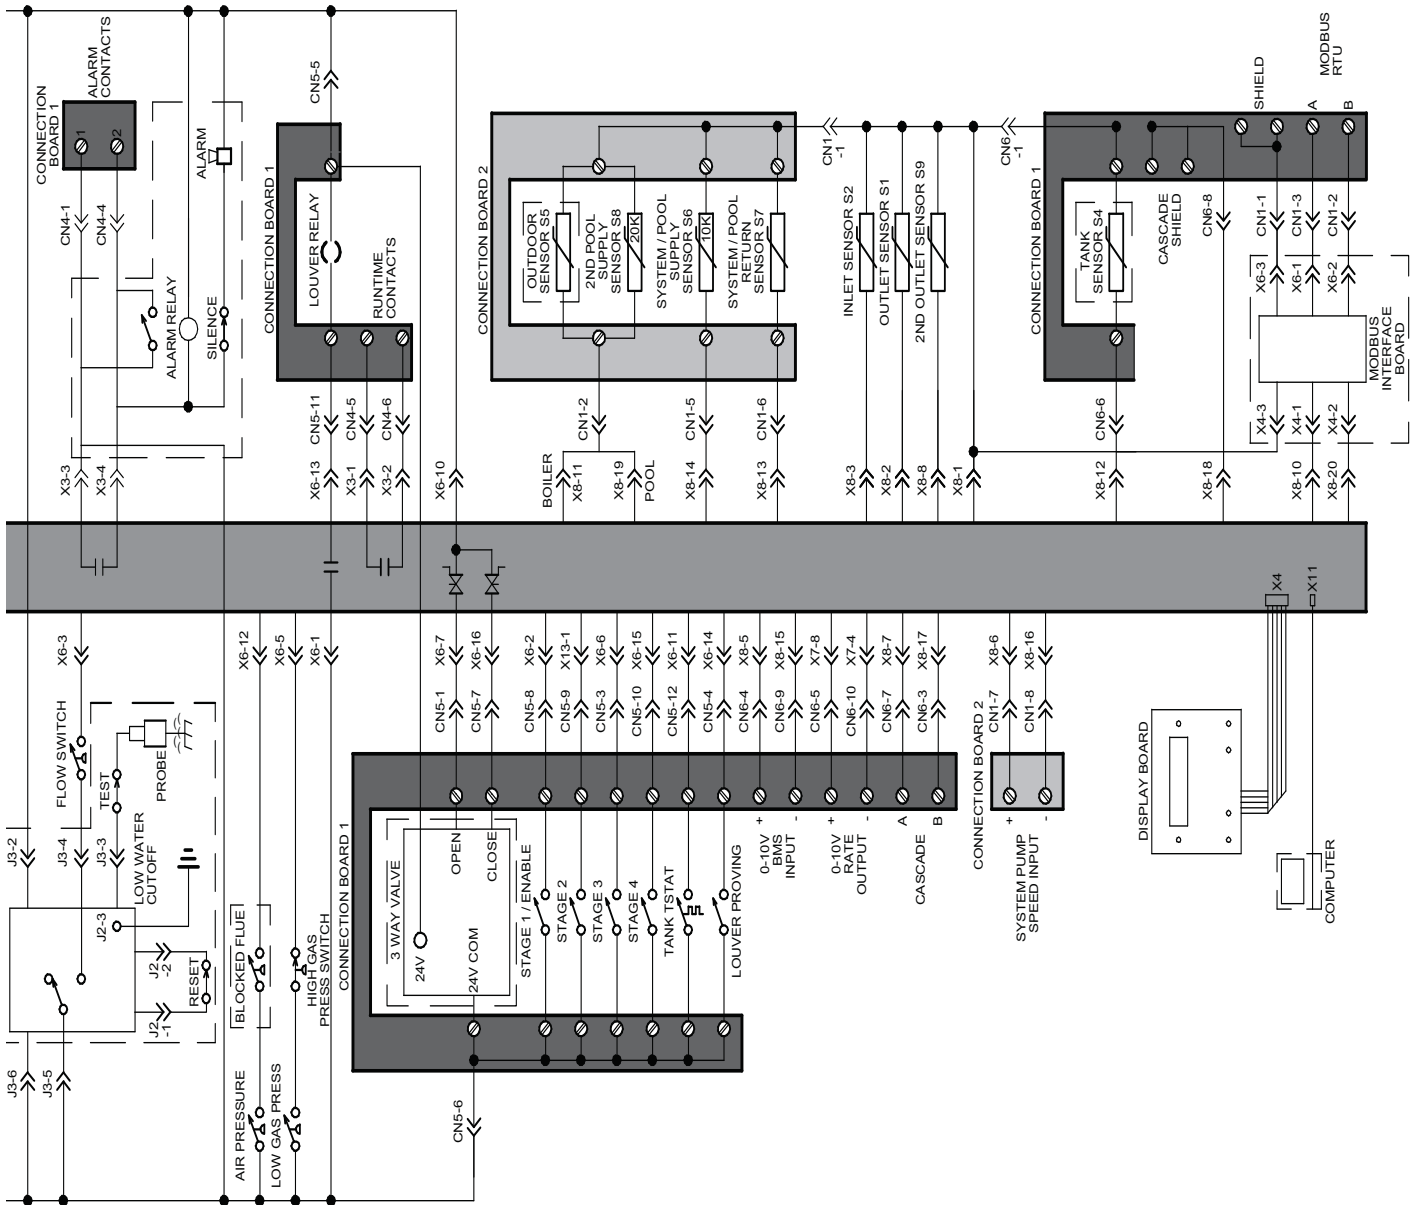 CONNECTION
BOARD 1
ALARM
CONTACTS
1
2
CN4-1
CN4-4
X3-3
X3-4
ALARM
ALARM RELAY
SILENCE
CN5-5
CONNECTION BOARD 1
LOUVER RELAY
RUNTIME
CONTACTS
CN5-11
CN4-5
CN4-6
X6-13
X3-1
X3-2
X6-10
CONNECTION BOARD 2
OUTDOOR
SENSOR S5
2ND POOL
SUPPLY
SENSOR S8
20K
SYSTEM / POOL
SUPPLY
SENSOR S6
10K
SYSTEM / POOL
RETURN
SENSOR S7
CN1-2
CN1-5
CN1-6
BOILER
X8-11
X8-19
POOL
X8-14
X8-13
CN1
-1
INLET SENSOR S2
OUTLET SENSOR S1
2ND OUTLET SENSOR S9
X8-3
X8-2
X8-8
X8-1
CN6
-1
CONNECTION BOARD 1
TANK
SENSOR S4
CASCADE
SHIELD
CN6-8
CN6-6
X8-12
X8-18
SHIELD
A
B
MODBUS
RTU
CN1-1
CN1-3
CN1-2
X6-3
X6-1
X6-2
MODBUS
INTERFACE
BOARD
X4-3
X4-1
X4-2
X8-10
X8-20
X4
X11
X6-3
X6-12
X6-5
X6-1
X6-7
X6-16
X6-2
X13-1
X6-6
X6-15
X6-11
X6-14
X8-5
X8-15
X7-8
X7-4
X8-7
X8-17
X8-6
X8-16
CN5-1
CN5-7
CN5-8
CN5-9
CN5-3
CN5-10
CN5-12
CN5-4
CN6-4
CN6-9
CN6-5
CN6-10
CN6-7
CN6-3
CN1-7
CN1-8
FLOW SWITCH
TEST
PROBE
J3-2
J3-4
J3-3
LOW WATER
CUTOFF
J2-3
J2
-2
J2
-1
RESET
J3-6
J3-5
BLOCKED FLUE
HIGH GAS
PRESS SWITCH
AIR PRESSURE
LOW GAS PRESS
CONNECTION BOARD 1
3 WAY VALVE
24V
OPEN
CLOSE
24V COM
STAGE 1 / ENABLE
STAGE 2
STAGE 3
STAGE 4
TANK TSTAT
LOUVER PROVING
CN5-6
+
-
0-10V
BMS
INPUT
+
-
0-10V
RATE
OUTPUT
A
B
CASCADE
CONNECTION BOARD 2
+
-
SYSTEM PUMP
SPEED INPUT
DISPLAY BOARD
COMPUTER